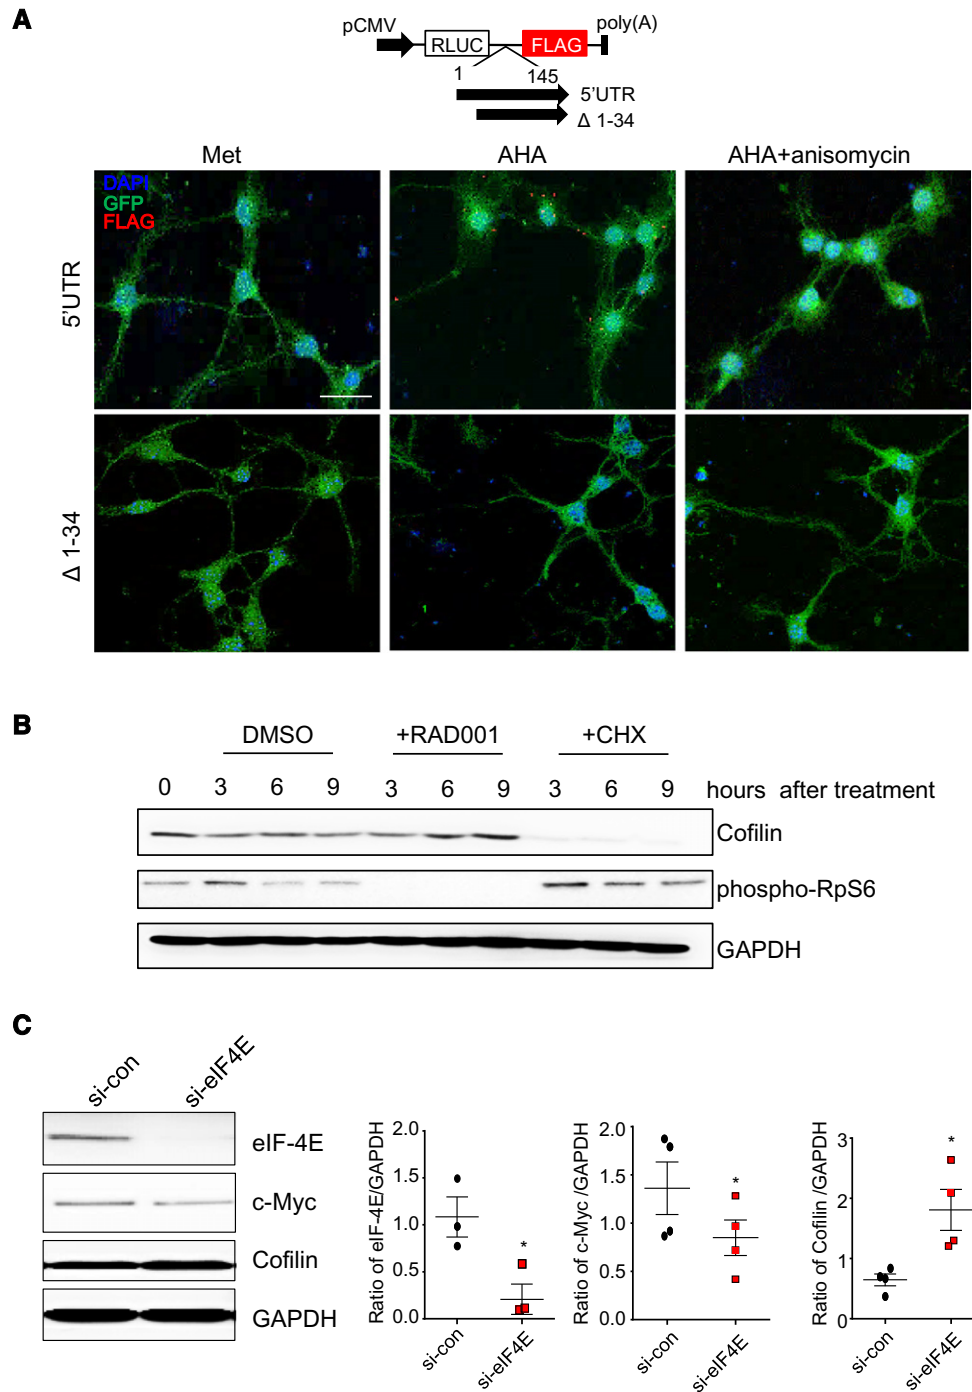 A
pCMV
poly(A)
RLUC
FLAG
1
145
5'UTR
Δ 1-34
Met
AHA
AHA+anisomycin
DAPI
GFP
FLAG
5'UTR
Δ 1-34
B
DMSO
+RAD001
+CHX
0 3 6 9 3 6 9 3 6 9 hours after treatment
Cofilin
phospho-RpS6
GAPDH
C
si-con
si-eIF4E
eIF-4E
c-Myc
Cofilin
GAPDH
Ratio of eIF-4E/GAPDH
2.0
1.5
1.0
0.5
0.0
*
si-con
si-eIF4E
Ratio of c-Myc /GAPDH
2.0
1.5
1.0
0.5
0.0
*
si-con
si-eIF4E
Ratio of Cofilin /GAPDH
3
2
1
0
*
si-con
si-eIF4E